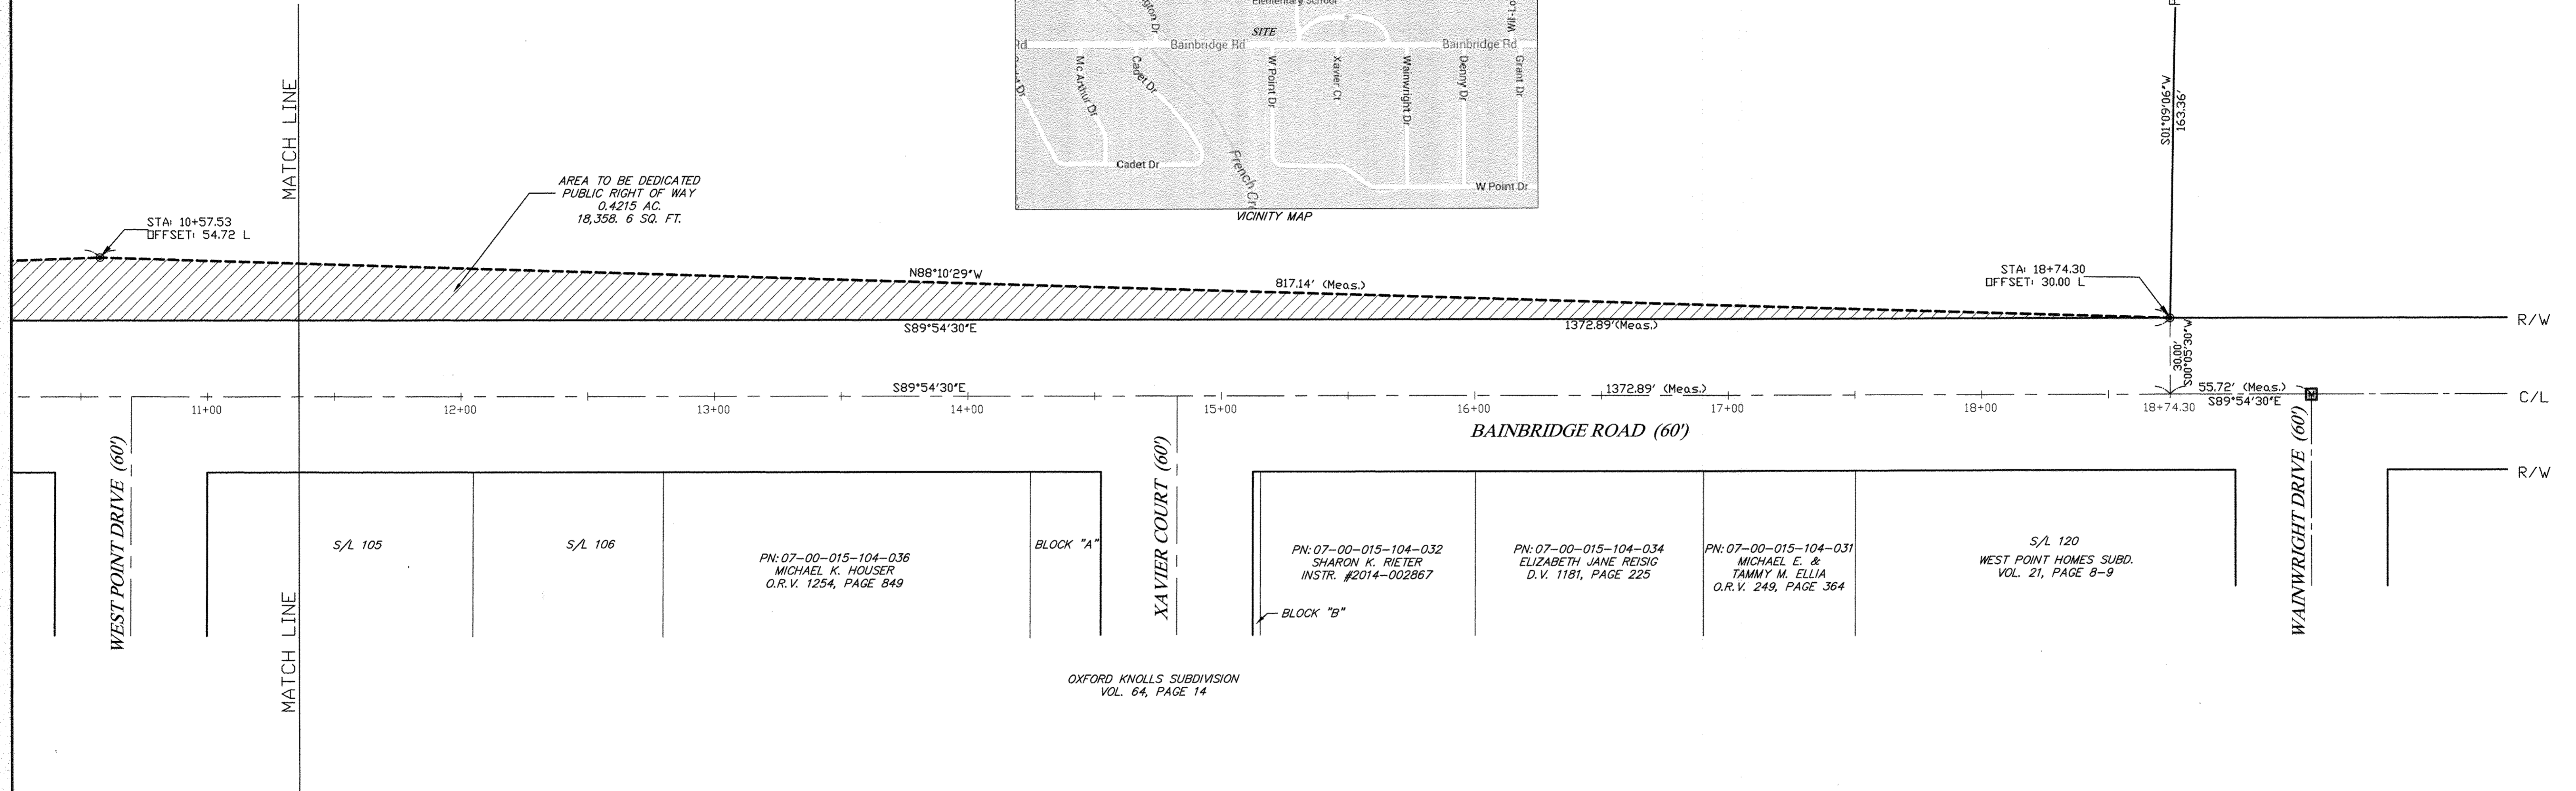 Elementary School
SITE
Rd
Bainbridge Rd
Bainbridge Rd
Mc Arthur Dr
Cadet Dr
W Point Dr
Xavier Ct
Wainwright Dr
Denny Dr
Grant Dr
Cadet Dr
W Point Dr
VICINITY MAP
MATCH LINE
S01°09'06"W
163.36'
AREA TO BE DEDICATED
PUBLIC RIGHT OF WAY
0.4215 AC.
18,358. 6 SQ. FT.
STA: 10+57.53
OFFSET: 54.72 L
N88°10'29"W
817.14' (Meas.)
STA: 18+74.30
OFFSET: 30.00 L
S89°54'30"E
1372.89'(Meas.)
R/W
30.00'
S00°05'30"W
S89°54'30"E
1372.89' (Meas.)
55.72' (Meas.)
S89°54'30"E
M
C/L
11+00
12+00
13+00
14+00
15+00
16+00
17+00
18+00
18+74.30
BAINBRIDGE ROAD (60')
R/W
WEST POINT DRIVE (60')
XAVIER COURT (60')
WAINWRIGHT DRIVE (60')
S/L 105
S/L 106
PN: 07-00-015-104-036
MICHAEL K. HOUSER
O.R.V. 1254, PAGE 849
BLOCK "A"
PN: 07-00-015-104-032
SHARON K. RIETER
INSTR. #2014-002867
BLOCK "B"
PN: 07-00-015-104-034
ELIZABETH JANE REISIG
D.V. 1181, PAGE 225
PN: 07-00-015-104-031
MICHAEL E. &
TAMMY M. ELLIA
O.R.V. 249, PAGE 364
S/L 120
WEST POINT HOMES SUBD.
VOL. 21, PAGE 8-9
MATCH LINE
OXFORD KNOLLS SUBDIVISION
VOL. 64, PAGE 14